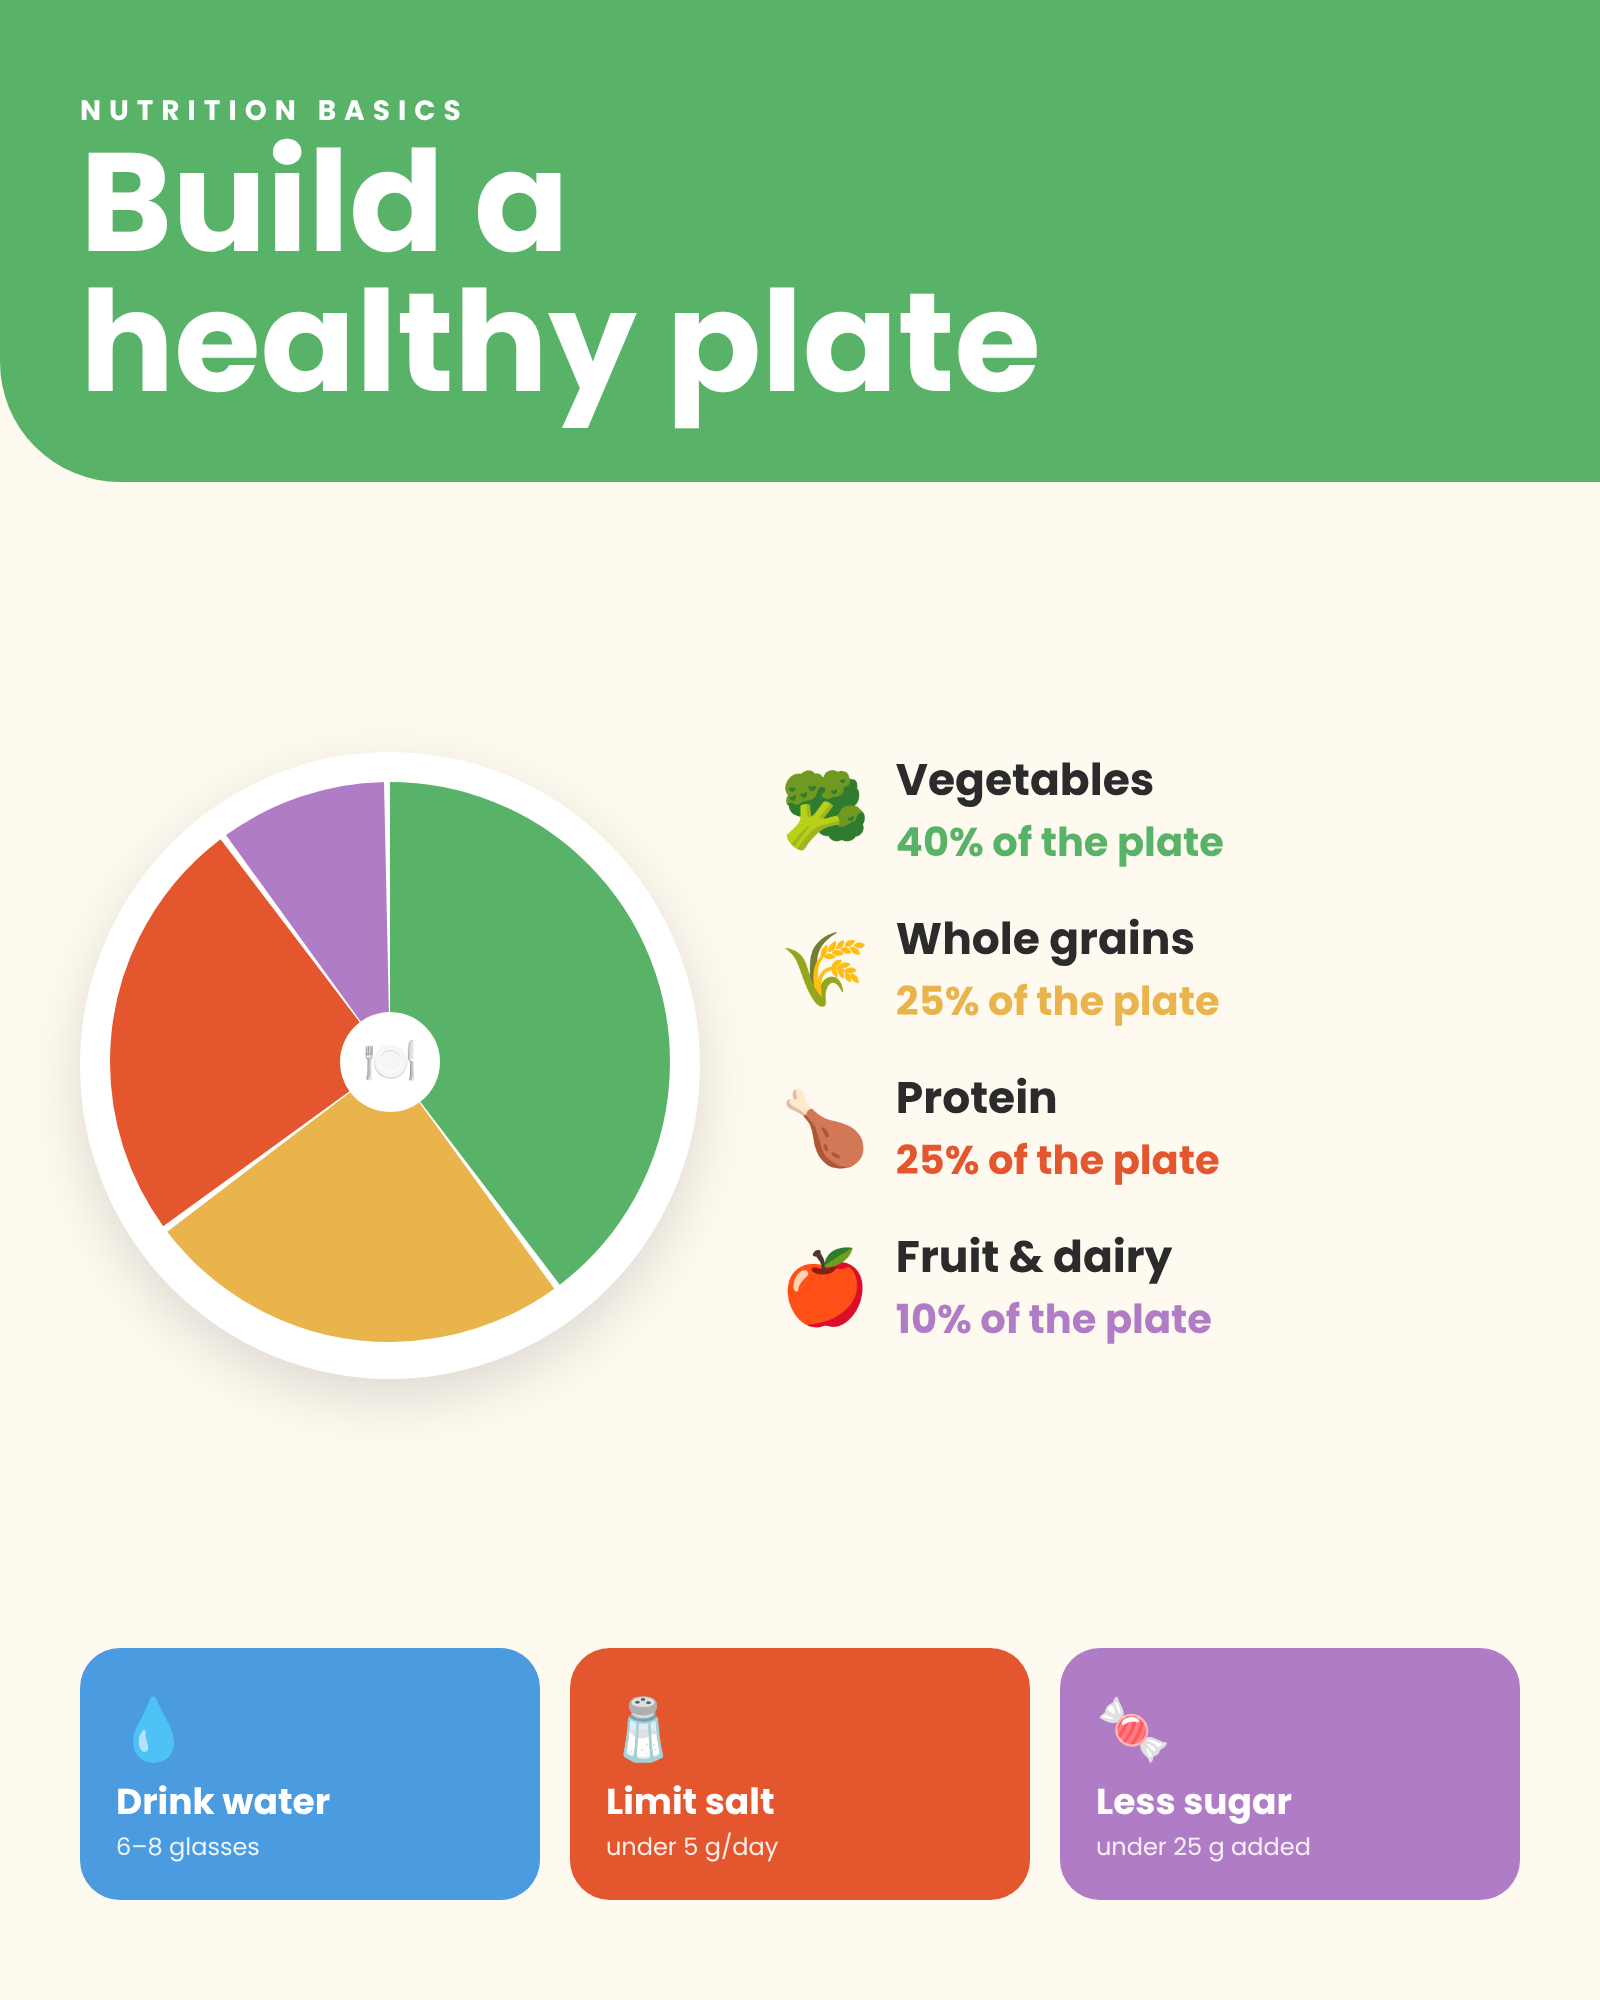 NUTRITION BASICS
Build a
healthy plate
Vegetables
40% of the plate
Whole grains
25% of the plate
Protein
25% of the plate
Fruit & dairy
10% of the plate
Drink water
6–8 glasses
Limit salt
under 5 g/day
Less sugar
under 25 g added